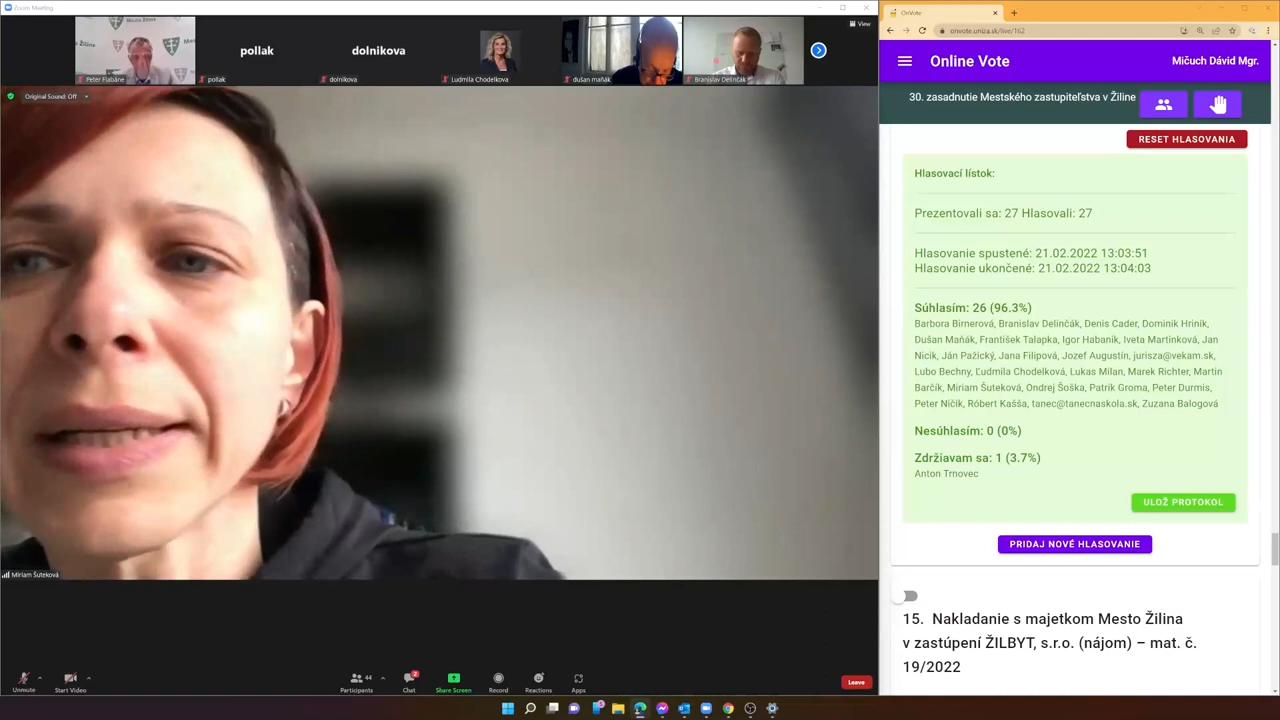 Zoom Meeting
View
pollak
dolnikova
Peter Fiabáne
pollak
dolnikova
Ludmila Chodelkova
dušan maňák
Branislav Delinčák
Original Sound: Off
Miriam Šuteková
Unmute
Start Video
44
Participants
2
Chat
Share Screen
Record
Reactions
Apps
Leave
OnVote
onvote.uniza.sk/live/162
Online Vote
Mičuch Dávid Mgr.
30. zasadnutie Mestského zastupiteľstva v Žiline
RESET HLASOVANIA
Hlasovací lístok:
Prezentovali sa: 27 Hlasovali: 27
Hlasovanie spustené: 21.02.2022 13:03:51
Hlasovanie ukončené: 21.02.2022 13:04:03
Súhlasím: 26 (96.3%)
Barbora Birnerová, Branislav Delinčák, Denis Cader, Dominik Hriník,
Dušan Maňák, František Talapka, Igor Habaník, Iveta Martinková, Jan
Nicik, Ján Pažický, Jana Filipová, Jozef Augustín, jurisza@vekam.sk,
Lubo Bechny, Ľudmila Chodelková, Lukas Milan, Marek Richter, Martin
Barčík, Miriam Šuteková, Ondrej Šoška, Patrik Groma, Peter Durmis,
Peter Ničík, Róbert Kašša, tanec@tanecnaskola.sk, Zuzana Balogová
Nesúhlasím: 0 (0%)
Zdržiavam sa: 1 (3.7%)
Anton Trnovec
ULOŽ PROTOKOL
PRIDAJ NOVÉ HLASOVANIE
15. Nakladanie s majetkom Mesto Žilina
v zastúpení ŽILBYT, s.r.o. (nájom) – mat. č.
19/2022